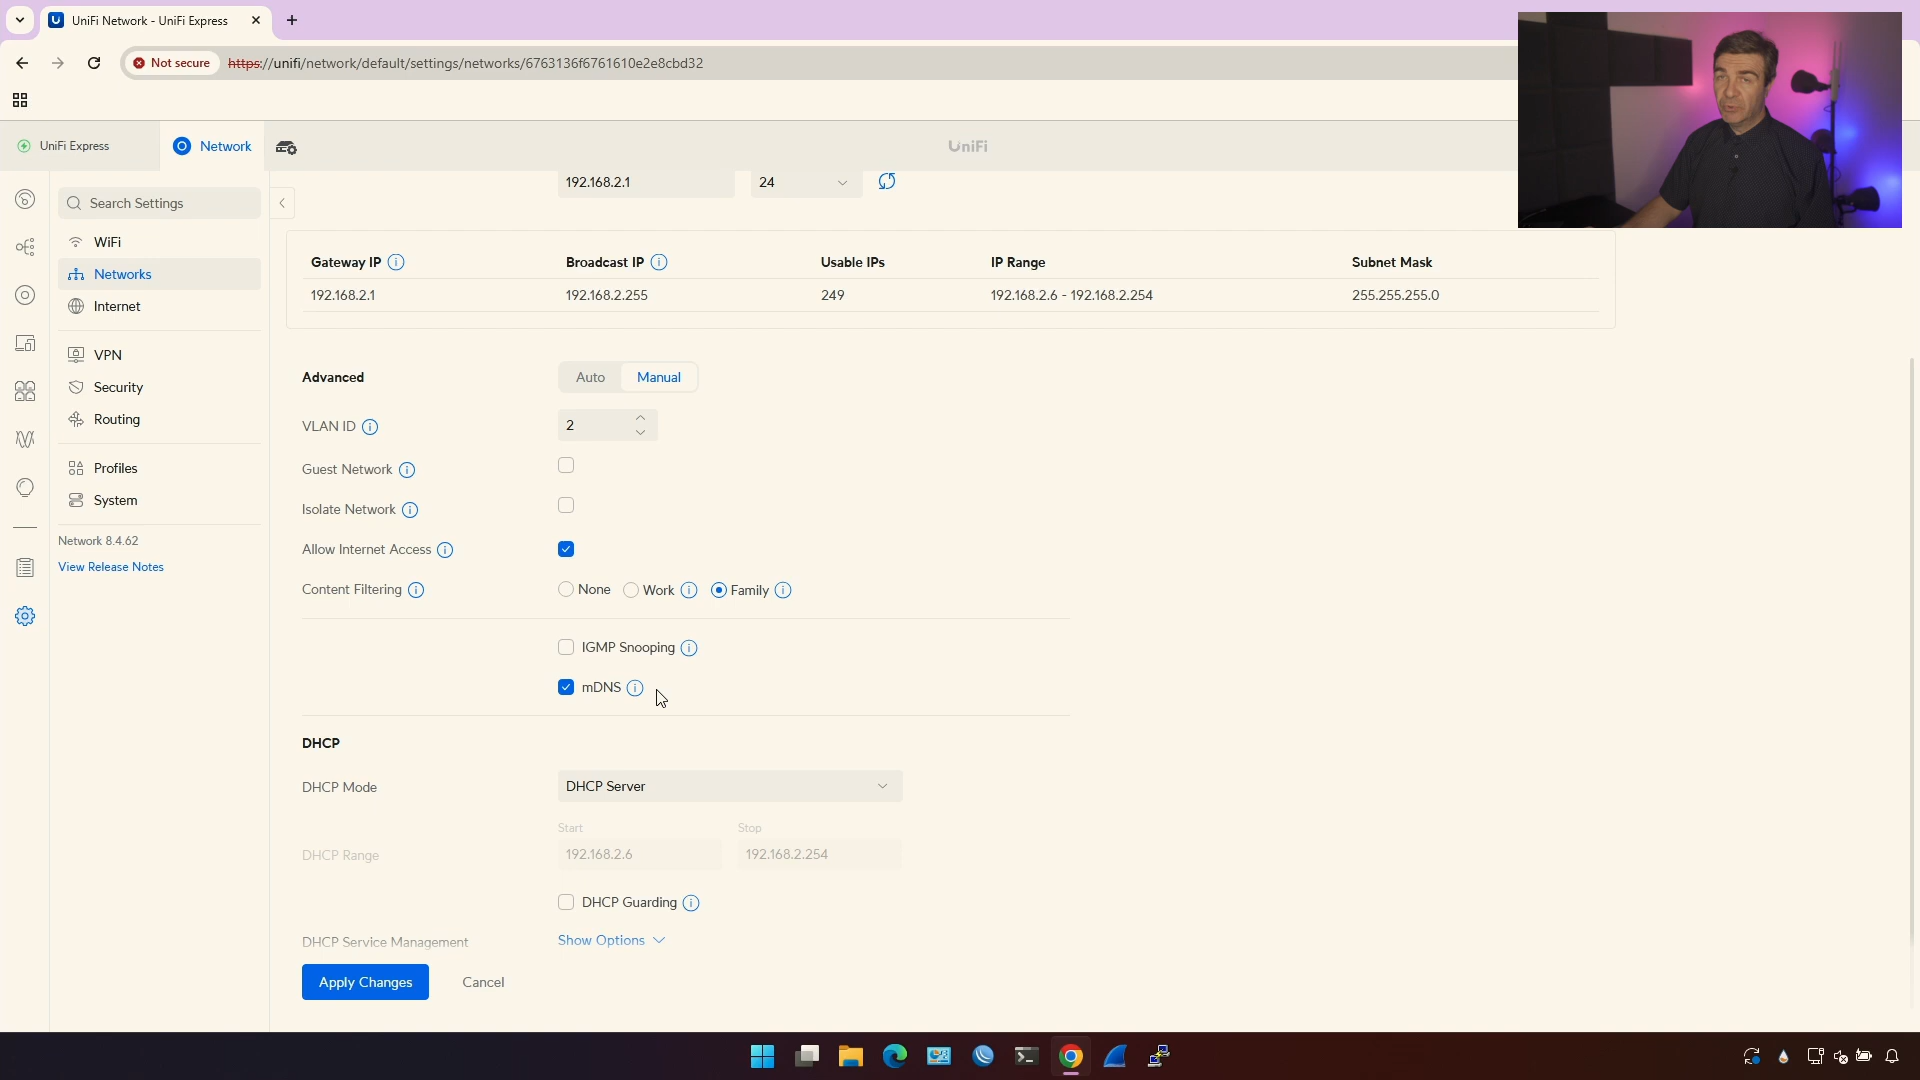 UniFi Network - UniFi Express
Not secure
https://unifi/network/default/settings/networks/6763136f6761610e2e8cbd32
UniFi Express
Network
UniFi
Search Settings
WiFi
Networks
Internet
VPN
Security
Routing
Profiles
System
Network 8.4.62
View Release Notes
192.168.2.1 24
Gateway IP Broadcast IP Usable IPs IP Range Subnet Mask
192.168.2.1 192.168.2.255 249 192.168.2.6 - 192.168.2.254 255.255.255.0
Advanced Auto Manual
VLAN ID 2
Guest Network
Isolate Network
Allow Internet Access
Content Filtering None Work Family
IGMP Snooping
mDNS
DHCP
DHCP Mode DHCP Server
Start Stop
DHCP Range 192.168.2.6 192.168.2.254
DHCP Guarding
DHCP Service Management Show Options
Apply Changes Cancel